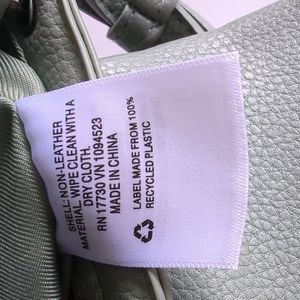 SHELL: NON-LEATHER
MATERIAL. WIPE CLEAN WITH A
DRY CLOTH.
RN 17730 VN 1094523
MADE IN CHINA
LABEL MADE FROM 100%
RECYCLED PLASTIC